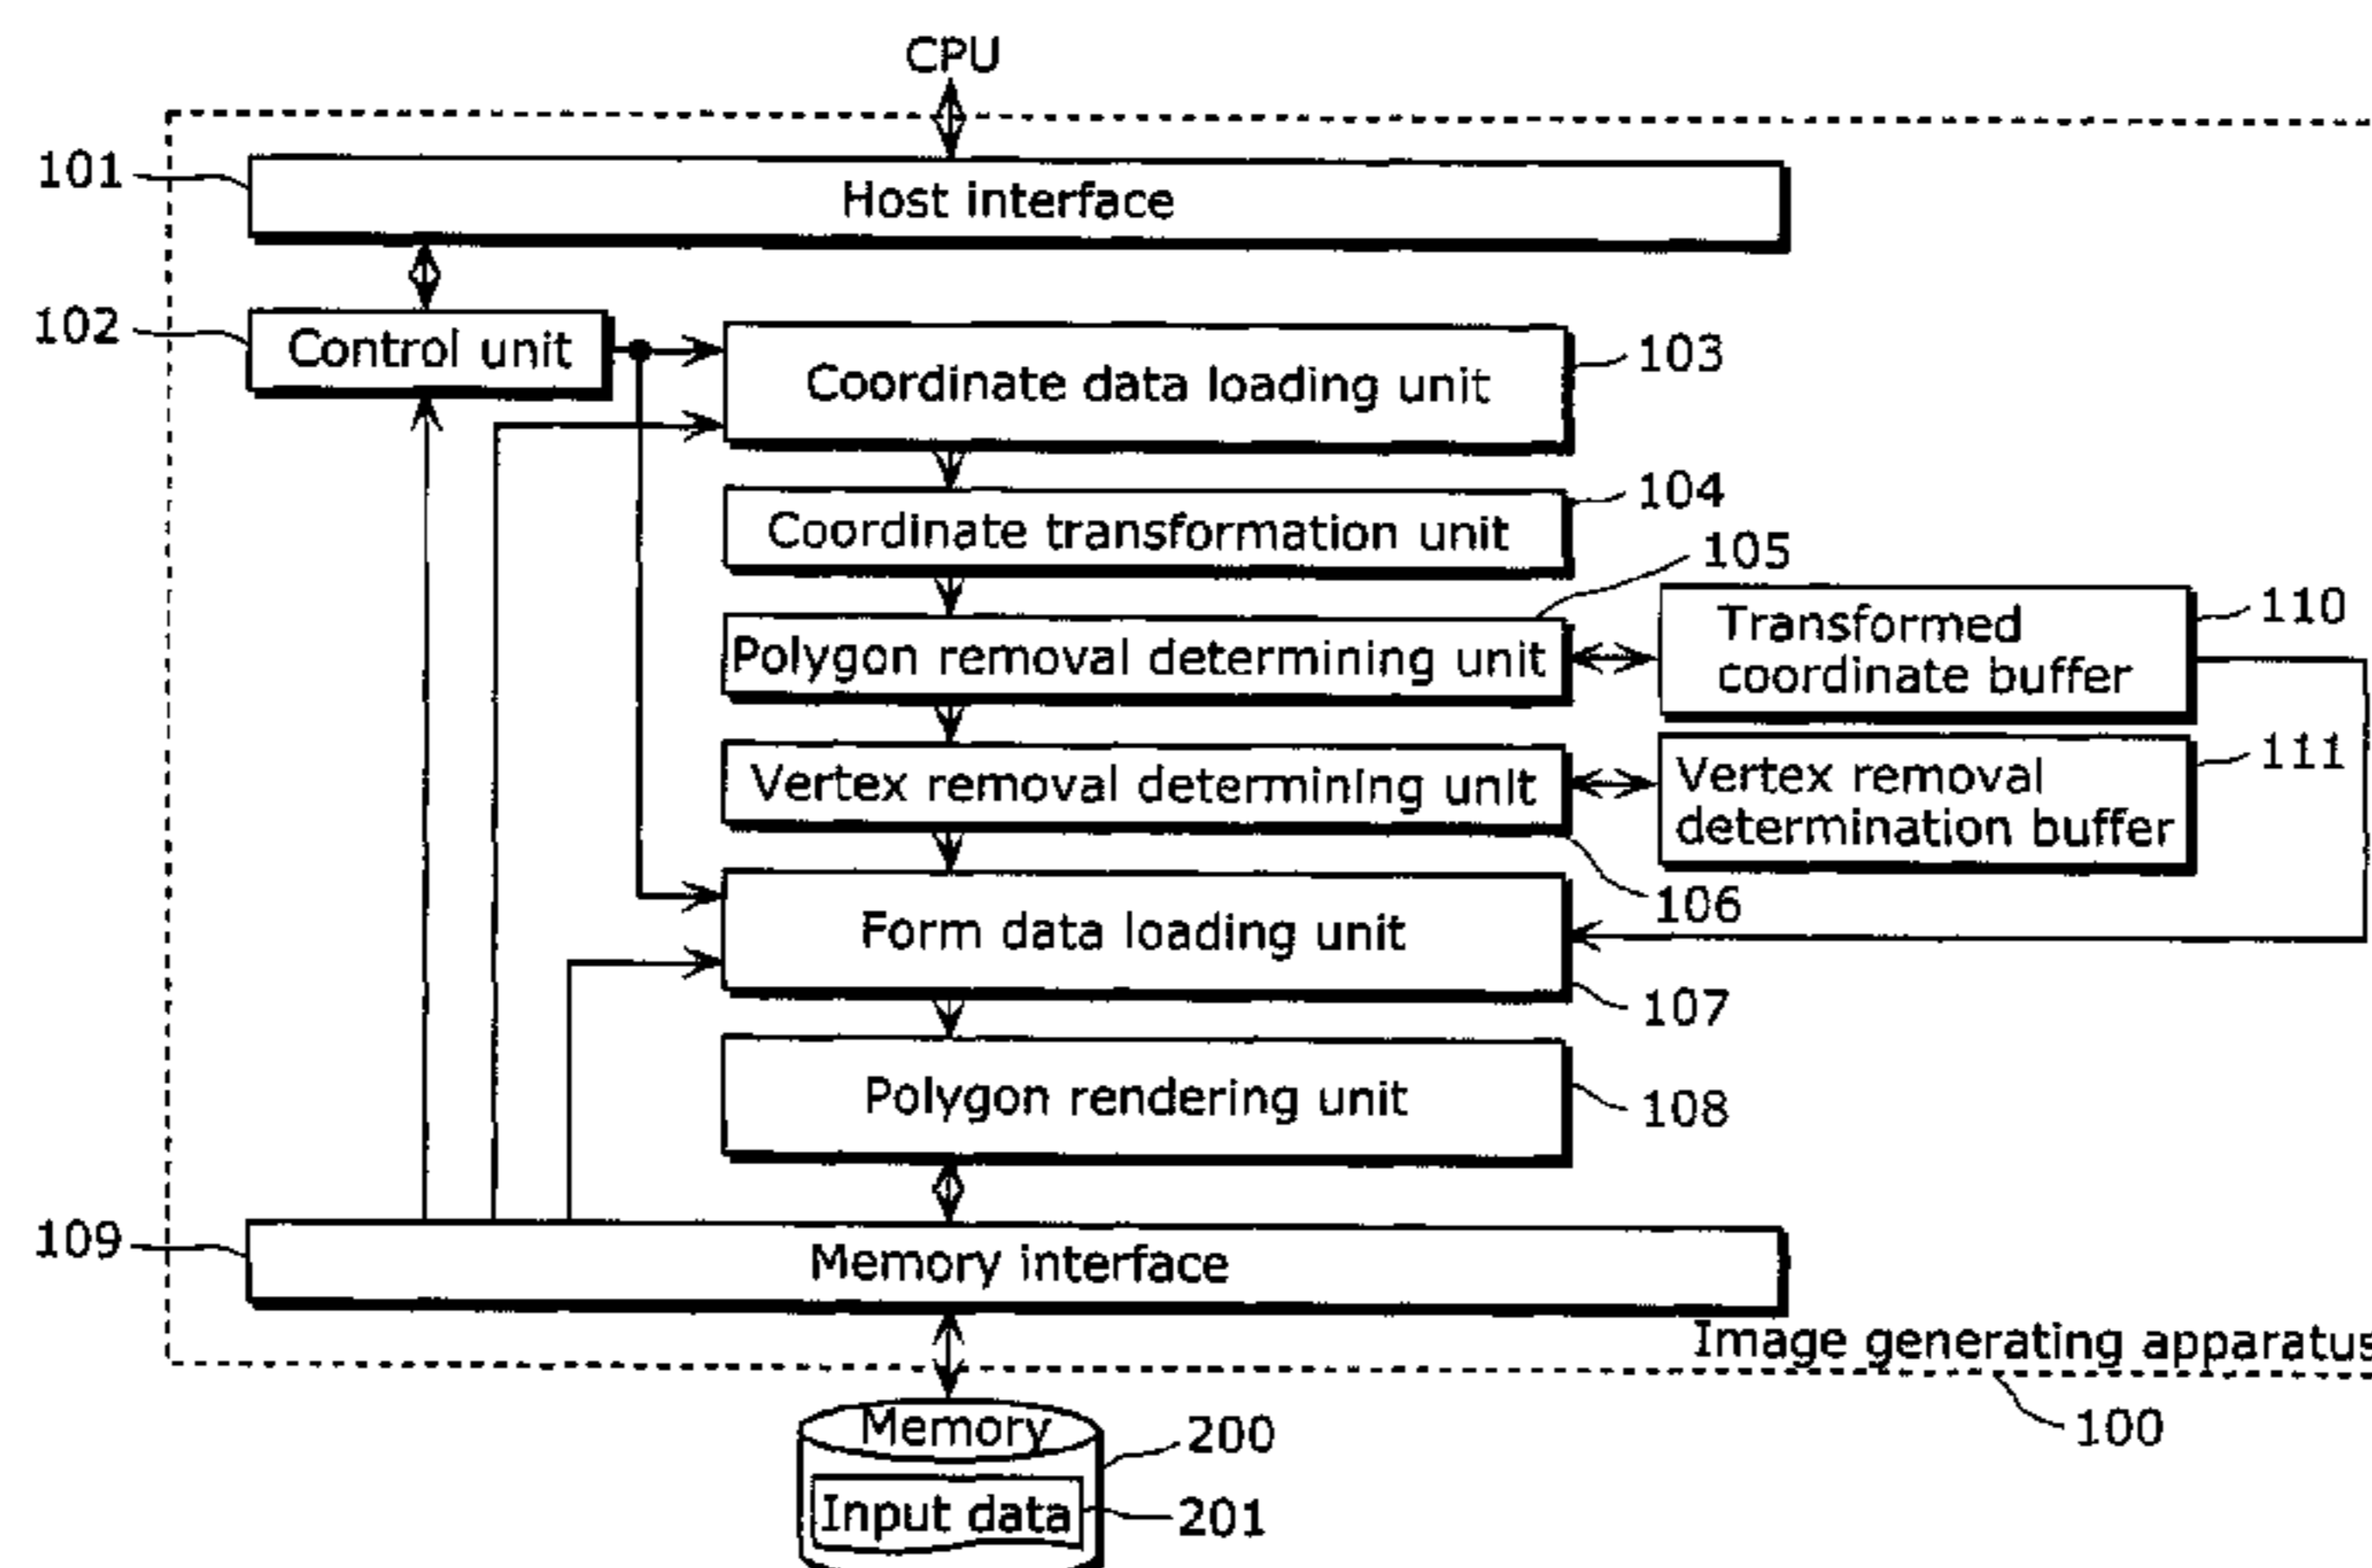 CPU
101
Host interface
102
Control unit
103
Coordinate data loading unit
104
Coordinate transformation unit
105
Polygon removal determining unit
Transformed
coordinate buffer
110
Vertex removal determining unit
Vertex removal
determination buffer
111
106
Form data loading unit
107
Polygon rendering unit
108
109
Memory interface
Image generating apparatus
100
Memory
200
Input data
201